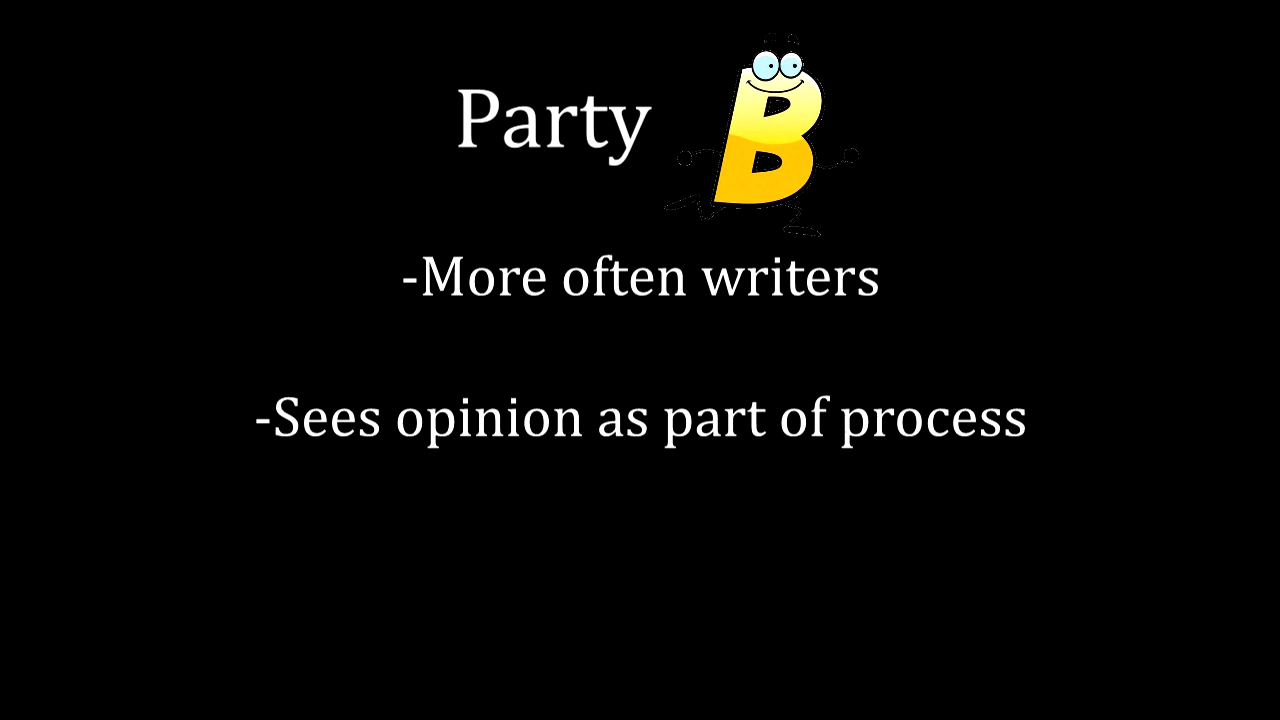 Party B
-More often writers
-Sees opinion as part of process